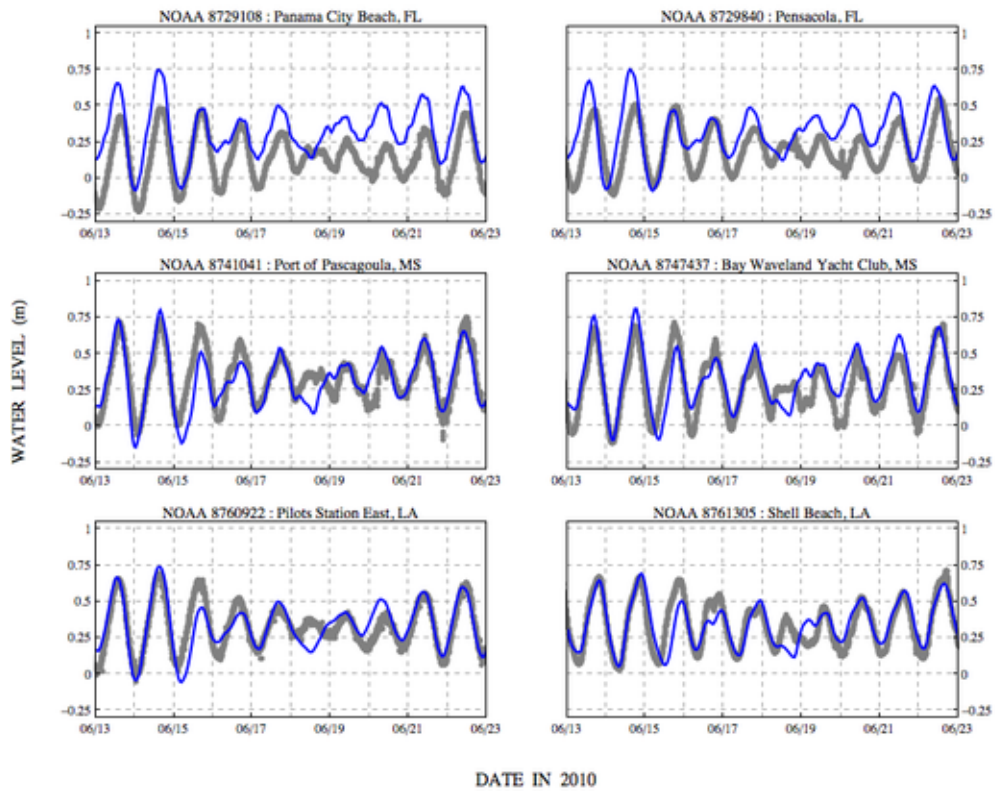 NOAA 8729108 : Panama City Beach, FL
NOAA 8729840 : Pensacola, FL
1
0.75
0.5
0.25
0
−0.25
06/13 06/15 06/17 06/19 06/21 06/23
1
0.75
0.5
0.25
0
−0.25
06/13 06/15 06/17 06/19 06/21 06/23
NOAA 8741041 : Port of Pascagoula, MS
NOAA 8747437 : Bay Waveland Yacht Club, MS
WATER LEVEL (m)
1
0.75
0.5
0.25
0
−0.25
06/13 06/15 06/17 06/19 06/21 06/23
1
0.75
0.5
0.25
0
−0.25
06/13 06/15 06/17 06/19 06/21 06/23
NOAA 8760922 : Pilots Station East, LA
NOAA 8761305 : Shell Beach, LA
1
0.75
0.5
0.25
0
−0.25
06/13 06/15 06/17 06/19 06/21 06/23
1
0.75
0.5
0.25
0
−0.25
06/13 06/15 06/17 06/19 06/21 06/23
DATE IN 2010